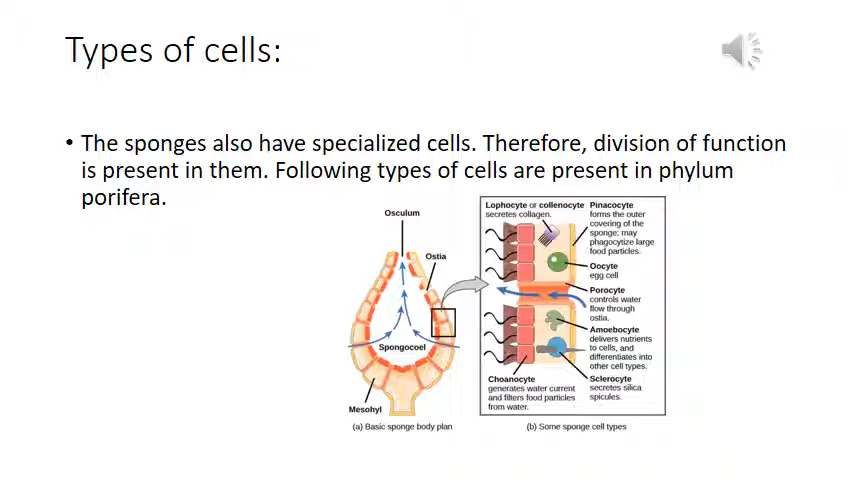 Types of cells:
• The sponges also have specialized cells. Therefore, division of function
is present in them. Following types of cells are present in phylum
porifera.
Osculum
Ostia
Spongocoel
Mesohyl
(a) Basic sponge body plan
Lophocyte or collenocyte
secretes collagen.
Pinacocyte
forms the outer
covering of the
sponge; may
phagocytize large
food particles.
Oocyte
egg cell
Porocyte
controls water
flow through
ostia.
Amoebocyte
delivers nutrients
to cells, and
differentiates into
other cell types.
Choanocyte
generates water current
and filters food particles
from water.
Sclerocyte
secretes silica
spicules.
(b) Some sponge cell types